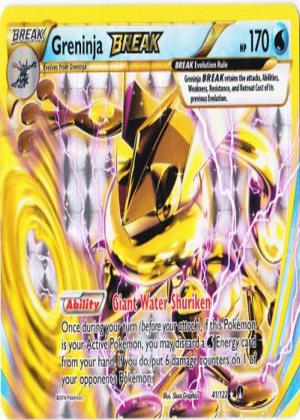 BREAK
Greninja BREAK HP 170
Evolves from Greninja
BREAK Evolution Rule
Greninja BREAK retains the attacks, Abilities,
Weakness, Resistance, and Retreat Cost of its
previous Evolution.
Ability Giant Water Shuriken
Once during your turn (before your attack), if this Pokémon
is your Active Pokémon, you may discard a Energy card
from your hand. If you do, put 6 damage counters on 1 of
your opponent's Pokémon.
©2016 Pokémon
Illus. 5ban Graphics
41/122